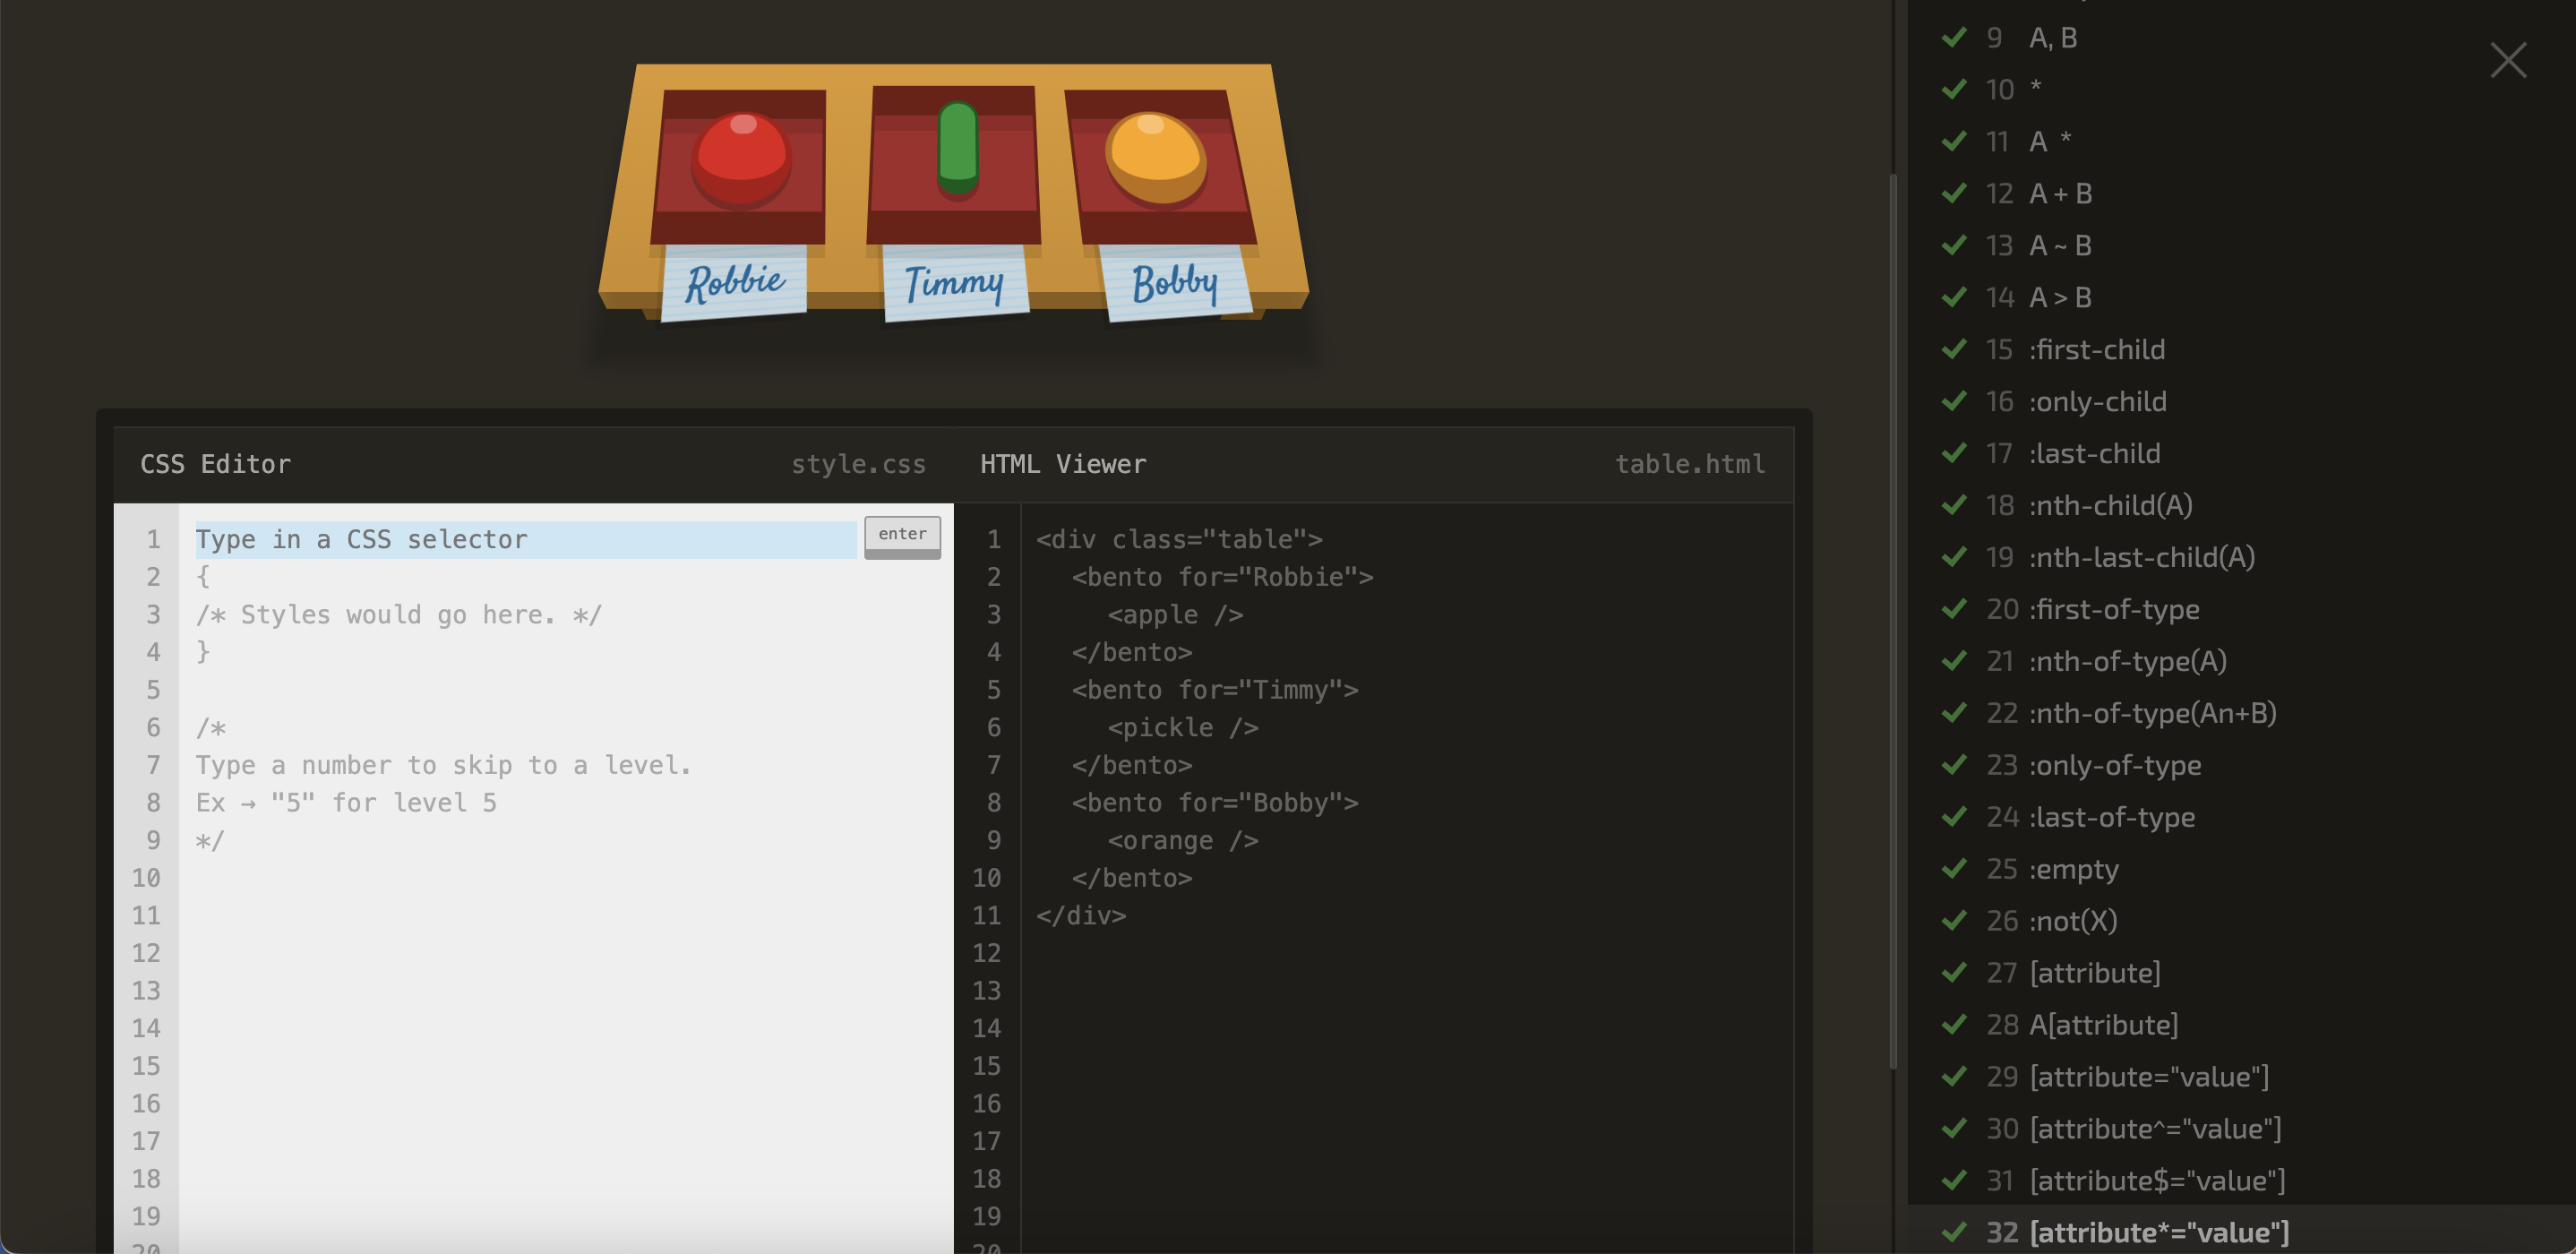 Robbie Timmy Bobby
CSS Editor style.css
Type in a CSS selector enter
{
/* Styles would go here. */
}
/*
Type a number to skip to a level.
Ex → "5" for level 5
*/
1
2
3
4
5
6
7
8
9
10
11
12
13
14
15
16
17
18
19
20
HTML Viewer table.html
1 <div class="table">
2 <bento for="Robbie">
3 <apple />
4 </bento>
5 <bento for="Timmy">
6 <pickle />
7 </bento>
8 <bento for="Bobby">
9 <orange />
10 </bento>
11 </div>
12
13
14
15
16
17
18
19
20
9 A, B
10 *
11 A *
12 A + B
13 A ~ B
14 A > B
15 :first-child
16 :only-child
17 :last-child
18 :nth-child(A)
19 :nth-last-child(A)
20 :first-of-type
21 :nth-of-type(A)
22 :nth-of-type(An+B)
23 :only-of-type
24 :last-of-type
25 :empty
26 :not(X)
27 [attribute]
28 A[attribute]
29 [attribute="value"]
30 [attribute^="value"]
31 [attribute$="value"]
32 [attribute*="value"]